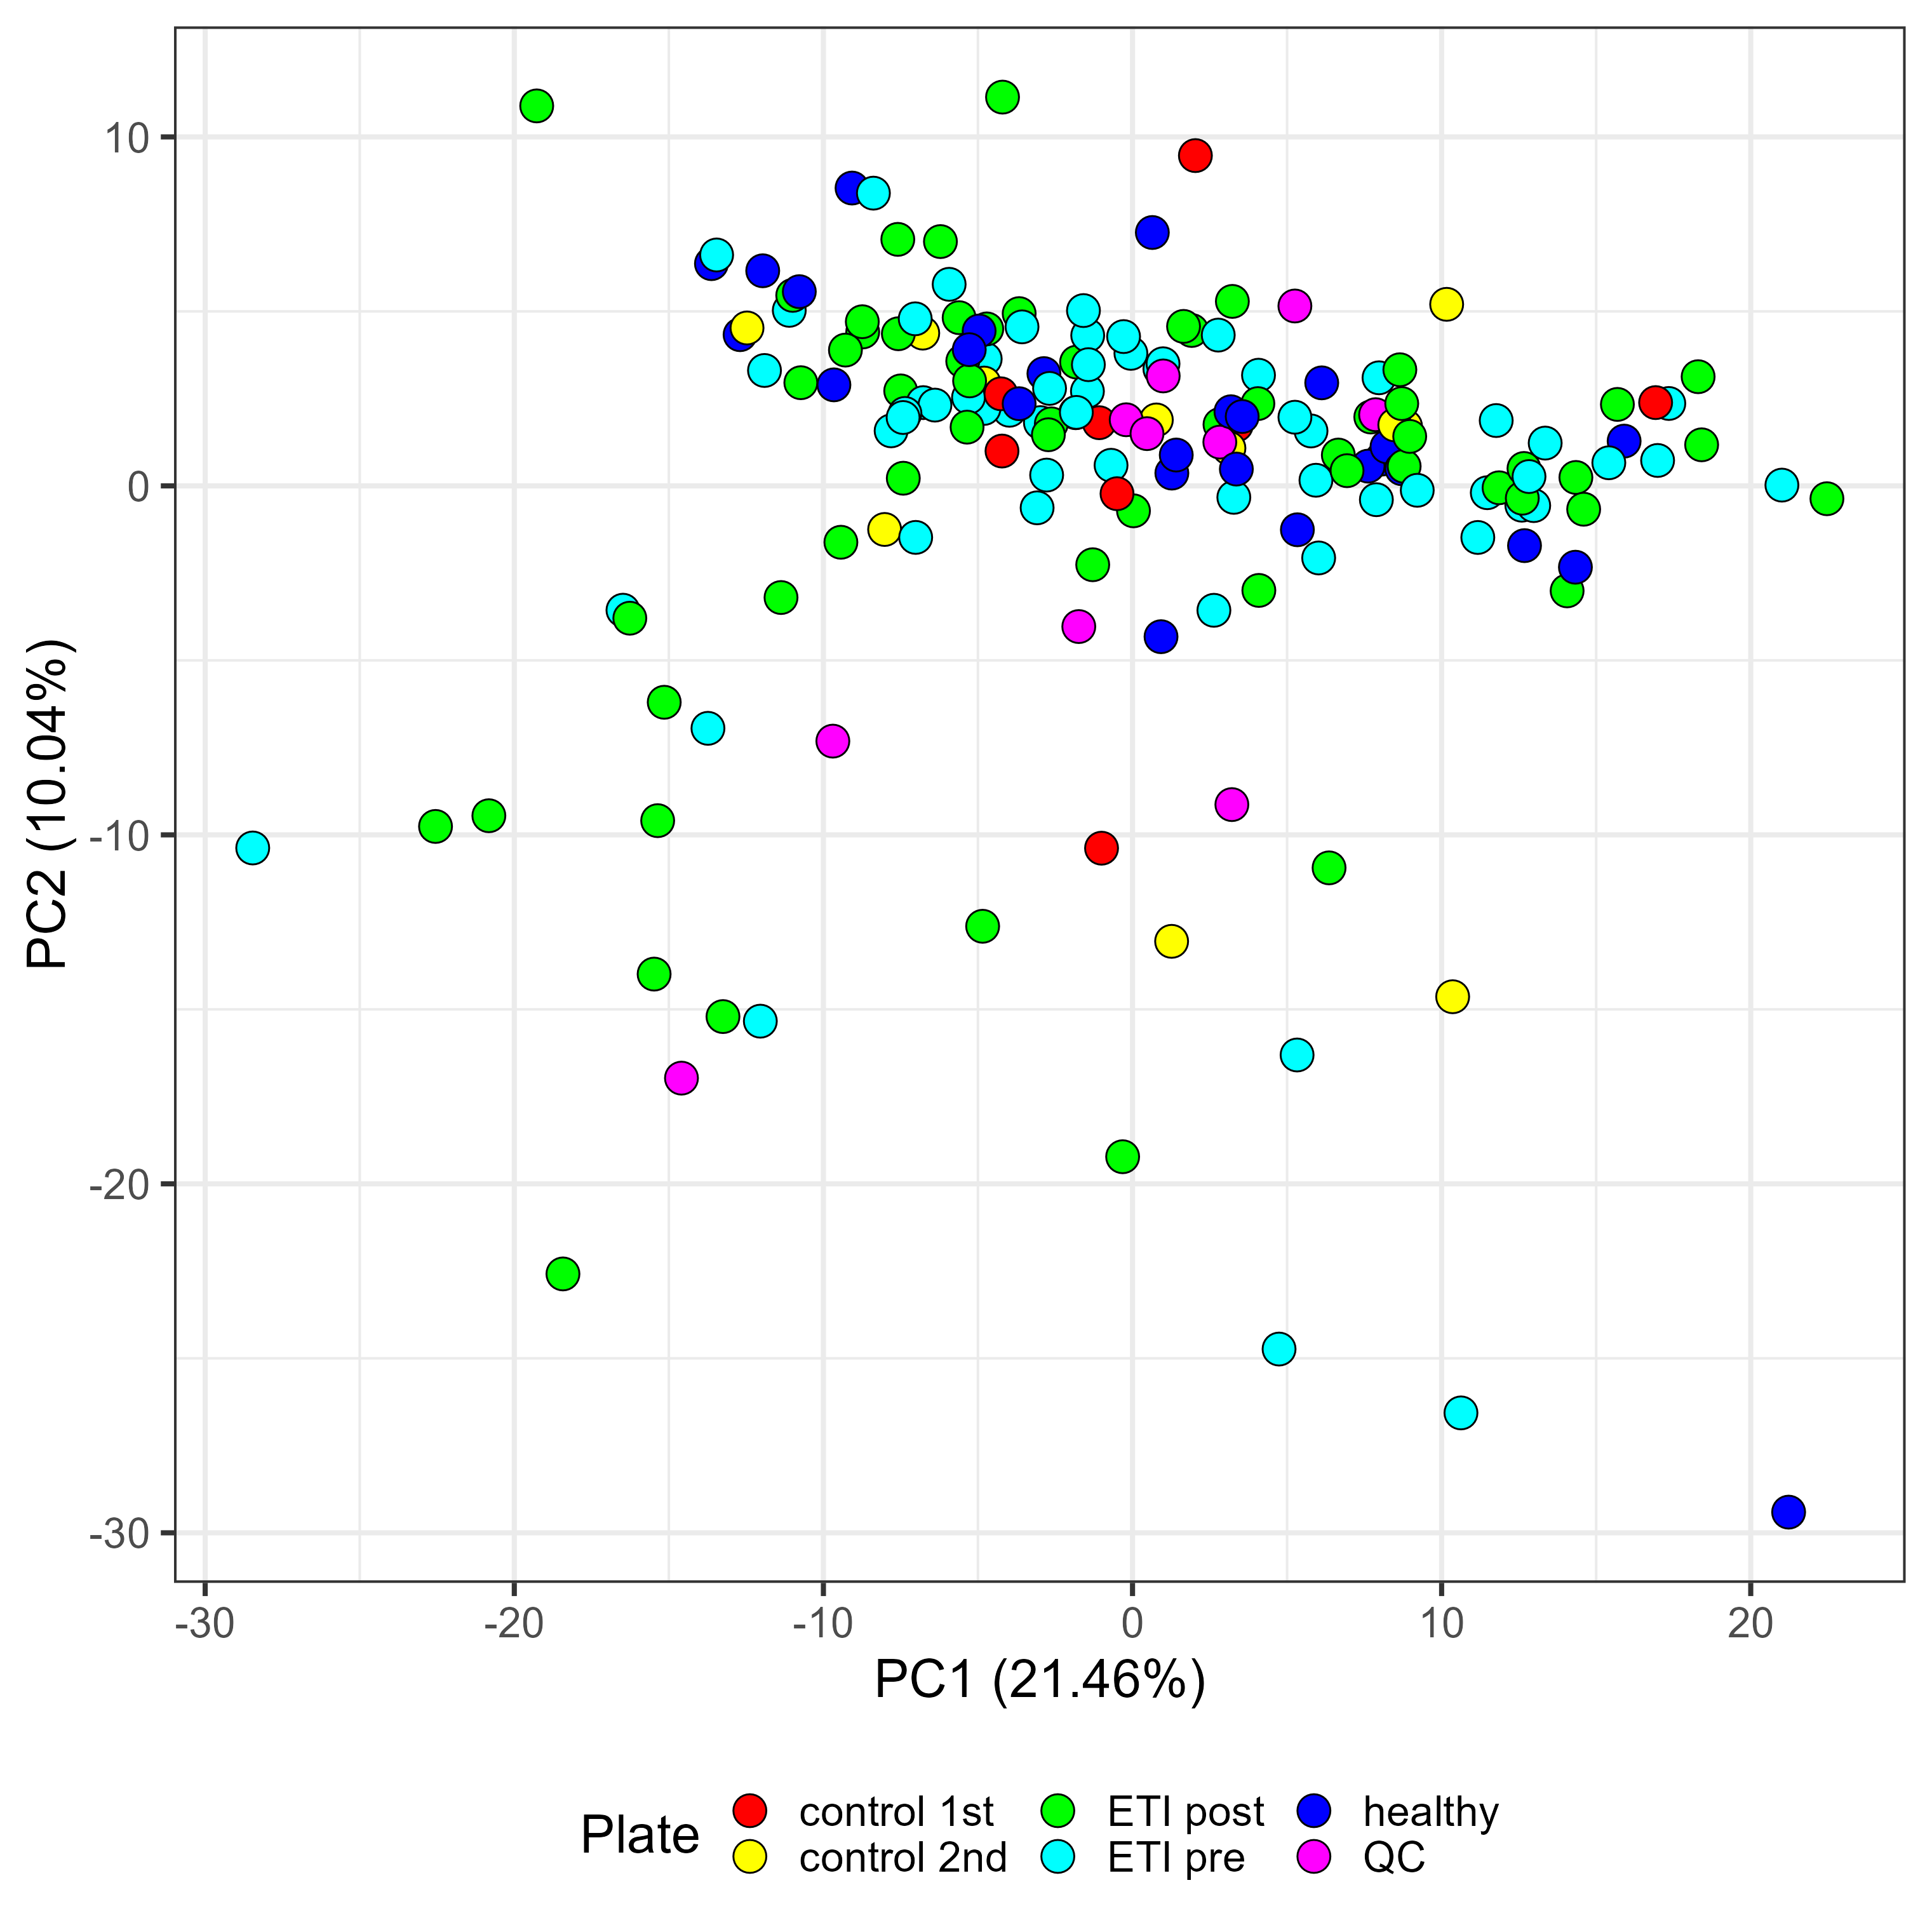 10
0
-10
-20
-30
PC2 (10.04%)
-30 -20 -10 0 10 20
PC1 (21.46%)
Plate
control 1st ETI post healthy
control 2nd ETI pre QC